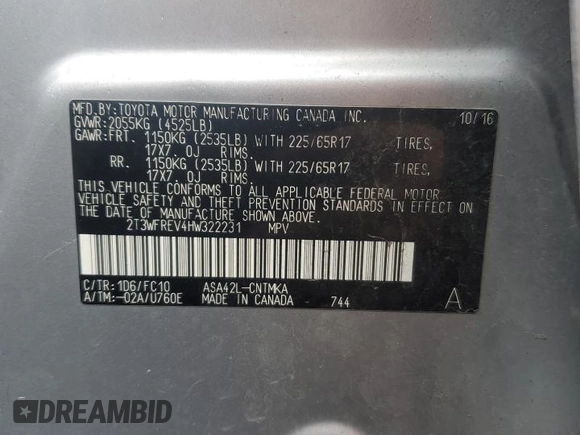 MFD.BY:TOYOTA MOTOR MANUFACTURING CANADA INC. 10/16
GVWR:2055KG (4525LB)
GAWR:FRT. 1150KG (2535LB) WITH 225/65R17 TIRES,
17X7.0J RIMS.
RR. 1150KG (2535LB) WITH 225/65R17 TIRES,
17X7.0J RIMS.
THIS VEHICLE CONFORMS TO ALL APPLICABLE FEDERAL MOTOR
VEHICLE SAFETY AND THEFT PREVENTION STANDARDS IN EFFECT
ON THE DATE OF MANUFACTURE SHOWN ABOVE.
2T3WFREV4HW322231 MPV
C/TR:1D6/FC10 ASA42L-CNTMKA
A/TM:-02A/U760E MADE IN CANADA 744 A
DREAMBID